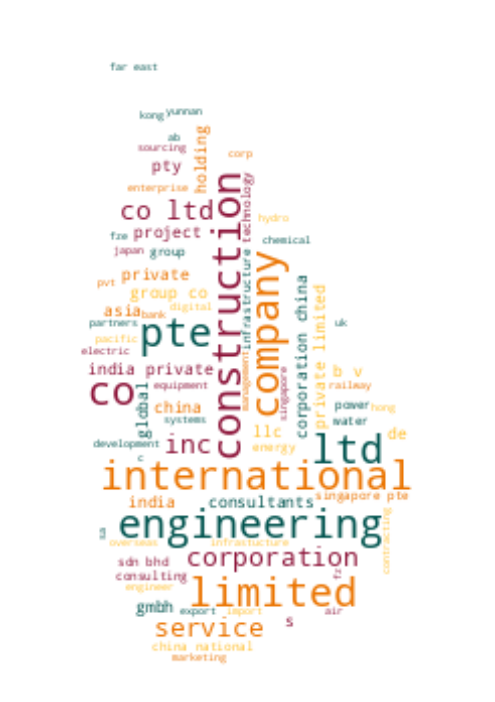 far east
kong
yunnan
ab
sourcing
holding
corp
pty
enterprise
construction
technology
co ltd
hydro
project
fze
chemical
japan
group
infrastructure
company
private
pvt
corporation china
group co
private limited
digital
asia
bank
partners
pte
uk
pacific
electric
management
india private
singapore
b v
co
equipment
railway
global
china
power
hong
systems
water
llc
de
development
inc
energy
ltd
c
international
india
consultants
singapore pte
engineering
contracting
sa
overseas
infrastucture
corporation
sdn bhd
consulting
fz
engineer
limited
gmbh
export
import
air
service
s
china national
marketing